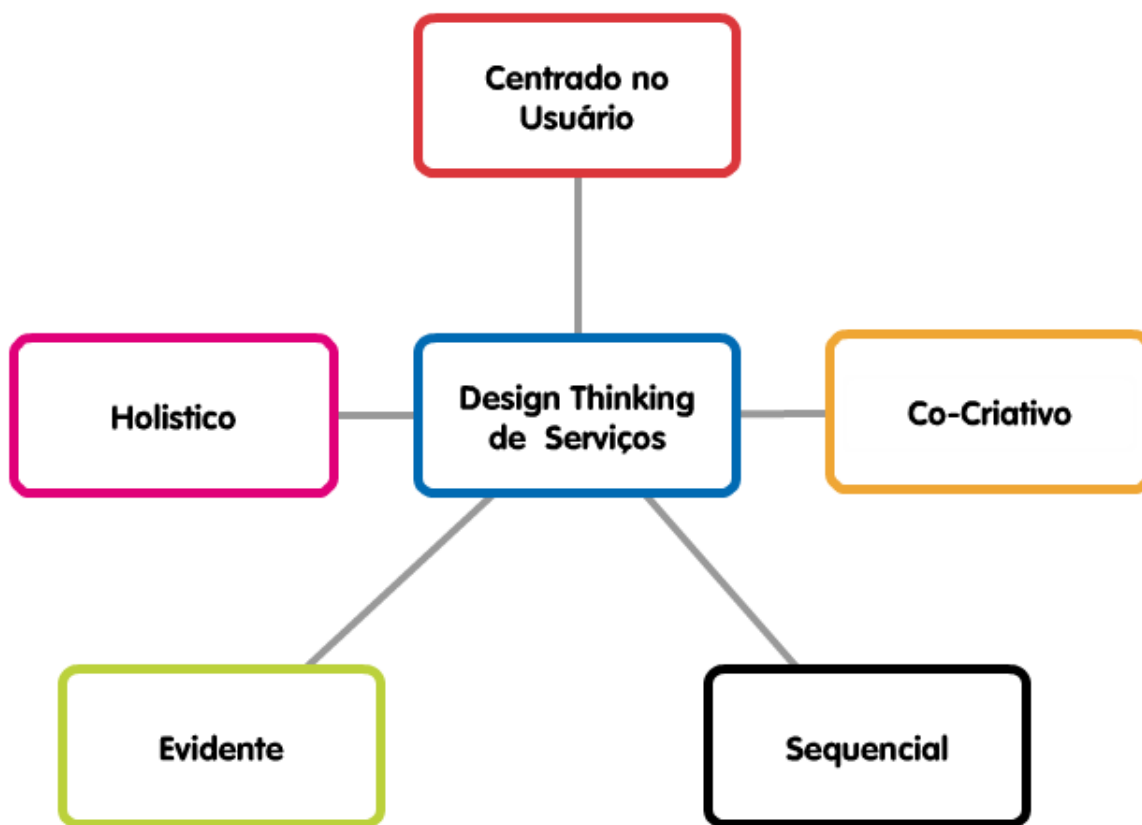 Centrado no
Usuário
Holistico
Design Thinking
de Serviços
Co-Criativo
Evidente
Sequencial